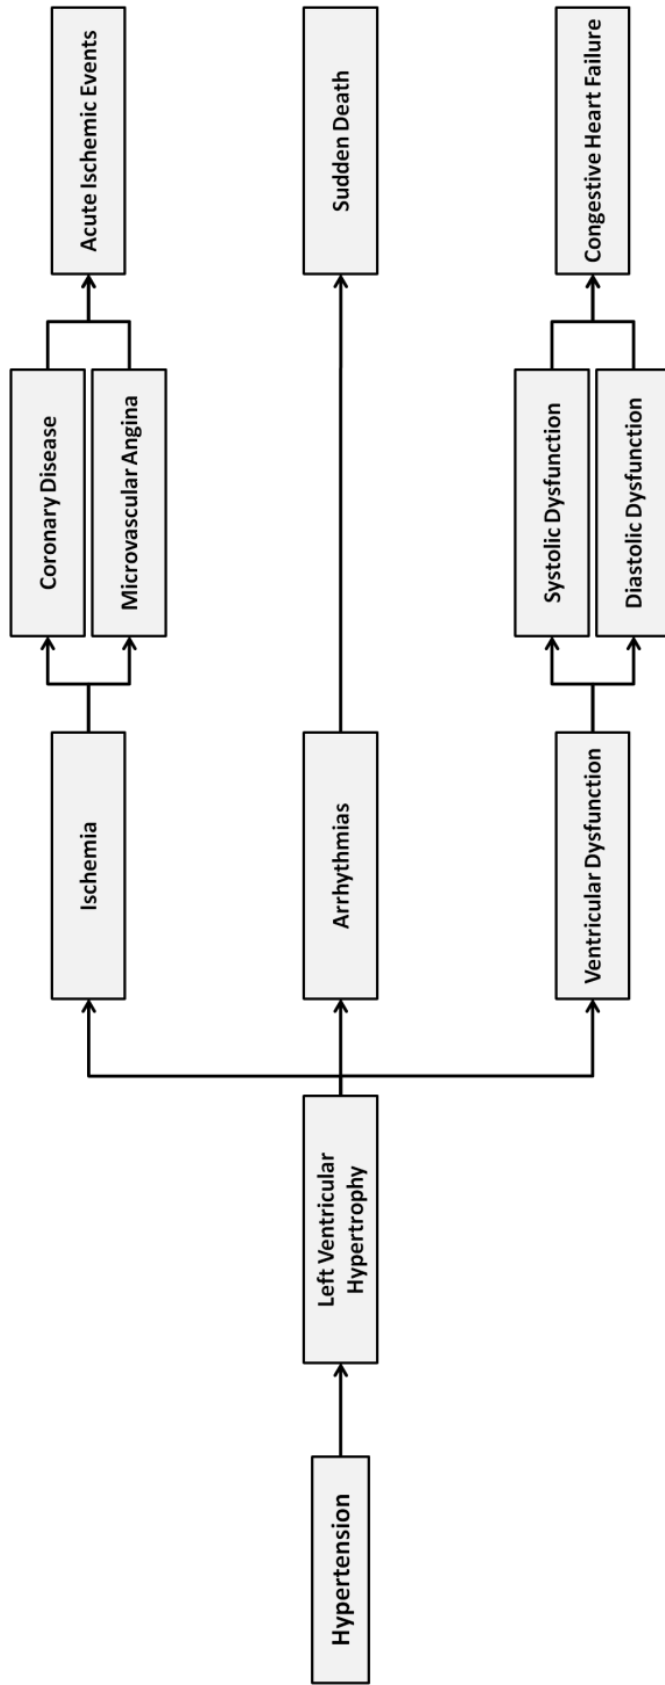 Hypertension
Left Ventricular
Hypertrophy
Ischemia
Coronary Disease
Microvascular Angina
Acute Ischemic Events
Arrhythmias
Sudden Death
Ventricular Dysfunction
Systolic Dysfunction
Diastolic Dysfunction
Congestive Heart Failure